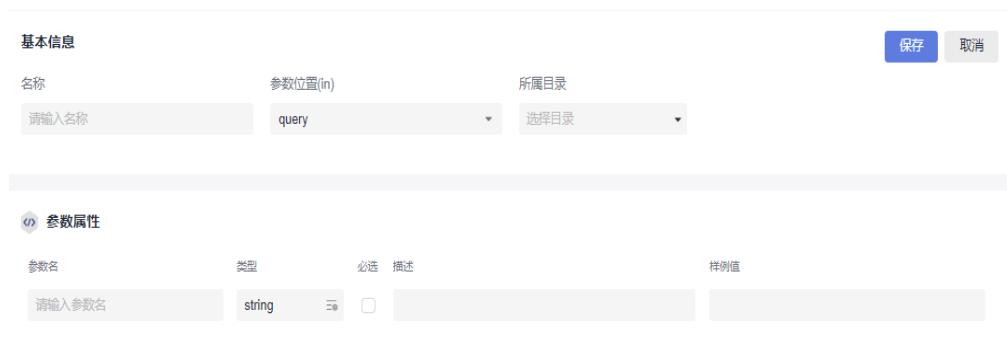 基本信息
保存 取消
名称 参数位置(in) 所属目录
请输入名称 query 选择目录
参数属性
参数名 类型 必选 描述 样例值
请输入参数名 string